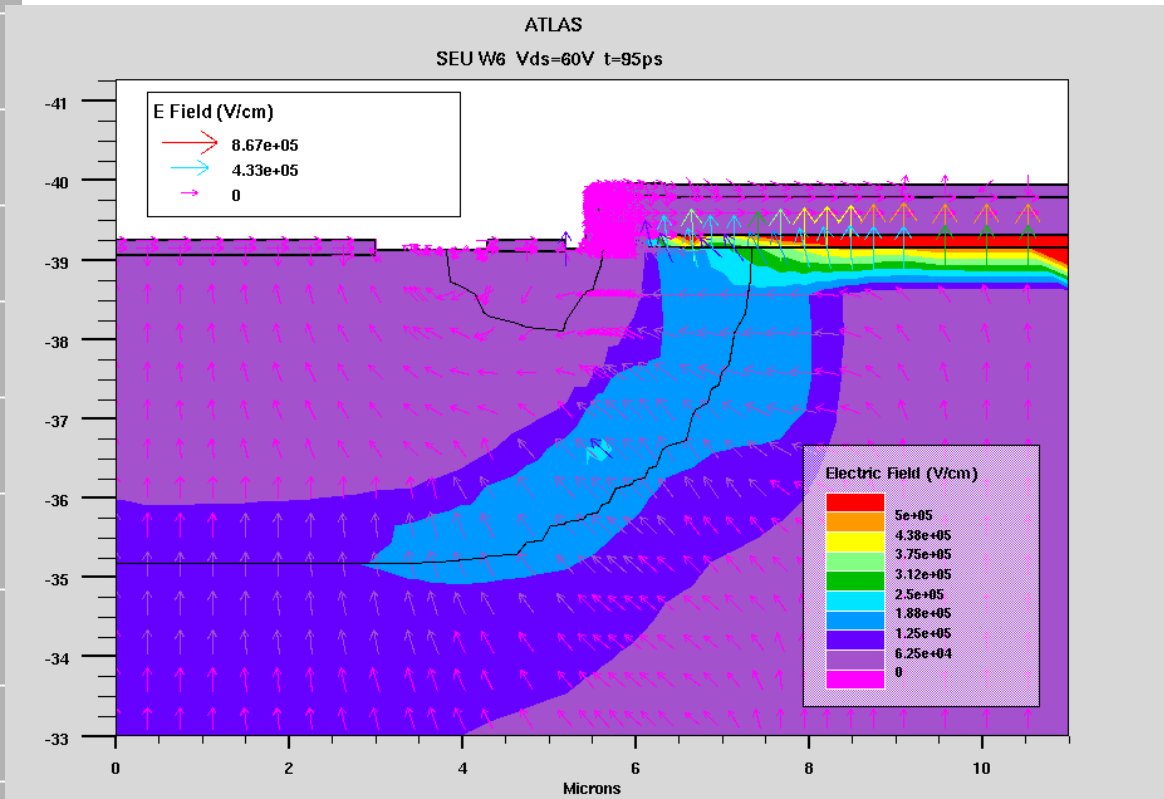 ATLAS
SEU W6 Vds=60V t=95ps
E Field (V/cm)
8.67e+05
4.33e+05
0
-41
-40
-39
-38
-37
-36
-35
-34
-33
Electric Field (V/cm)
5e+05
4.38e+05
3.75e+05
3.12e+05
2.5e+05
1.88e+05
1.25e+05
6.25e+04
0
0
2
4
6
8
10
Microns